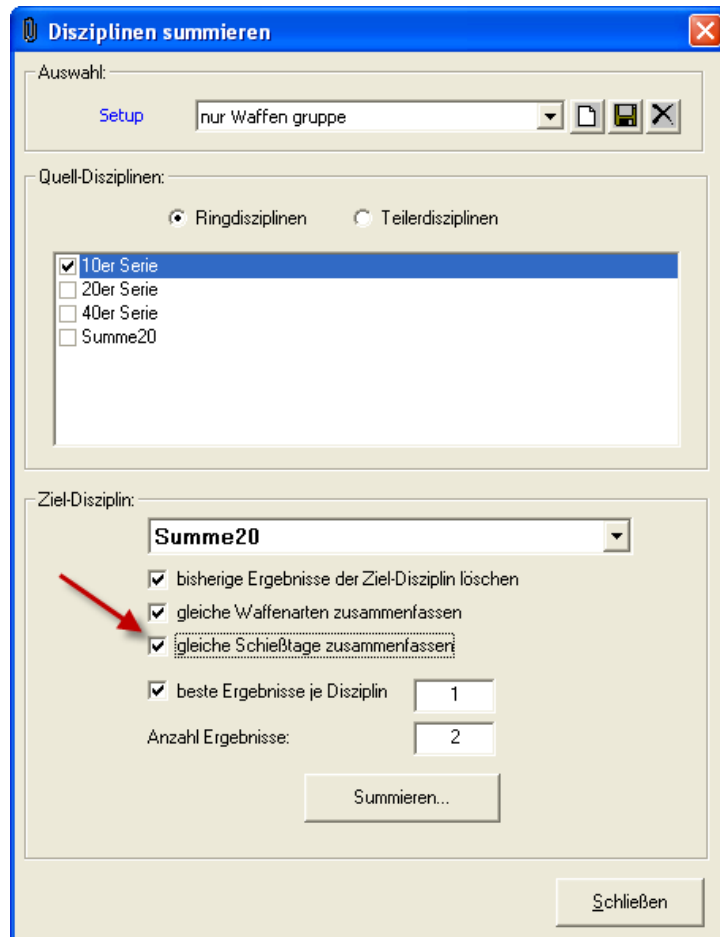 Disziplinen summieren
Auswahl:
Setup nur Waffen gruppe
Quell-Disziplinen:
Ringdisziplinen Teilerdisziplinen
10er Serie
20er Serie
40er Serie
Summe20
Ziel-Disziplin:
Summe20
bisherige Ergebnisse der Ziel-Disziplin löschen
gleiche Waffenarten zusammenfassen
gleiche Schießtage zusammenfassen
beste Ergebnisse je Disziplin 1
Anzahl Ergebnisse: 2
Summieren...
Schließen